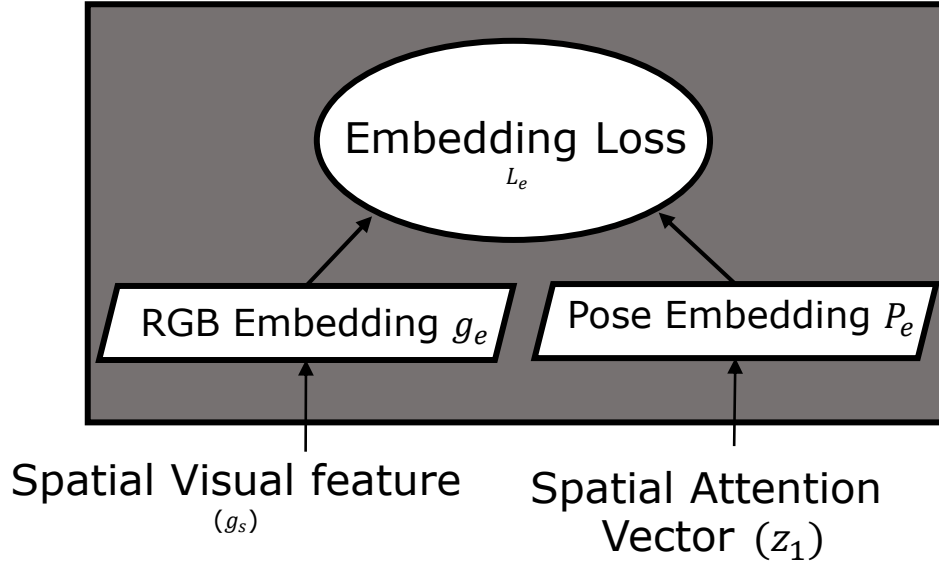 Embedding Loss
L_e
RGB Embedding g_e
Pose Embedding P_e
Spatial Visual feature
(g_s)
Spatial Attention
Vector (z_1)